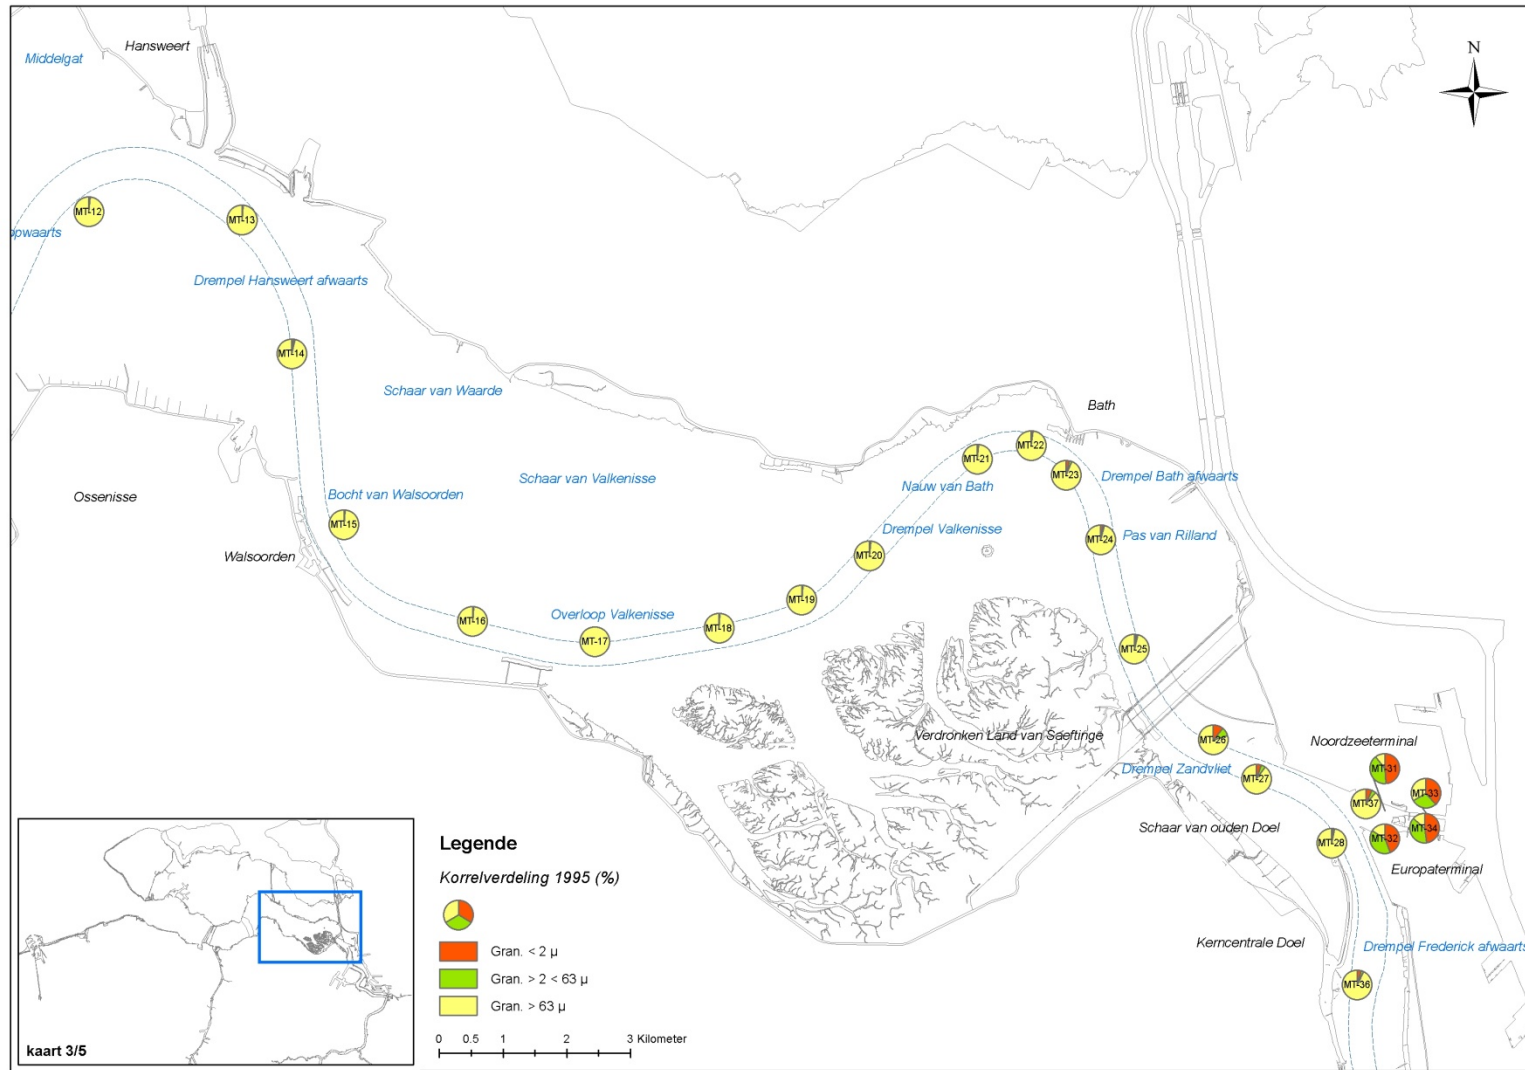 Hansweert
Middelgat
N
MT-12
MT-13
opwaarts
Drempel Hansweert afwaarts
MT-14
Schaar van Waarde
Bath
MT-22
MT-21
MT-23
Drempel Bath afwaarts
Schaar van Valkenisse
Nauw van Bath
Ossenisse
Bocht van Walsoorden
MT-15
Drempel Valkenisse
MT-24
Pas van Rilland
Walsoorden
MT-20
MT-19
Overloop Valkenisse
MT-16
MT-18
MT-17
MT-25
Verdronken Land van Saeftinge
MT-26
Noordzeeterminal
Drempel Zandvliet
MT-31
MT-27
MT-33
MT-37
Schaar van ouden Doel
MT-34
MT-28
MT-32
Europaterminal
Kerncentrale Doel
Drempel Frederick afwaarts
MT-36
Legende
Korrelverdeling 1995 (%)
Gran. < 2 µ
Gran. > 2 < 63 µ
Gran. > 63 µ
0 0.5 1 2 3 Kilometer
kaart 3/5